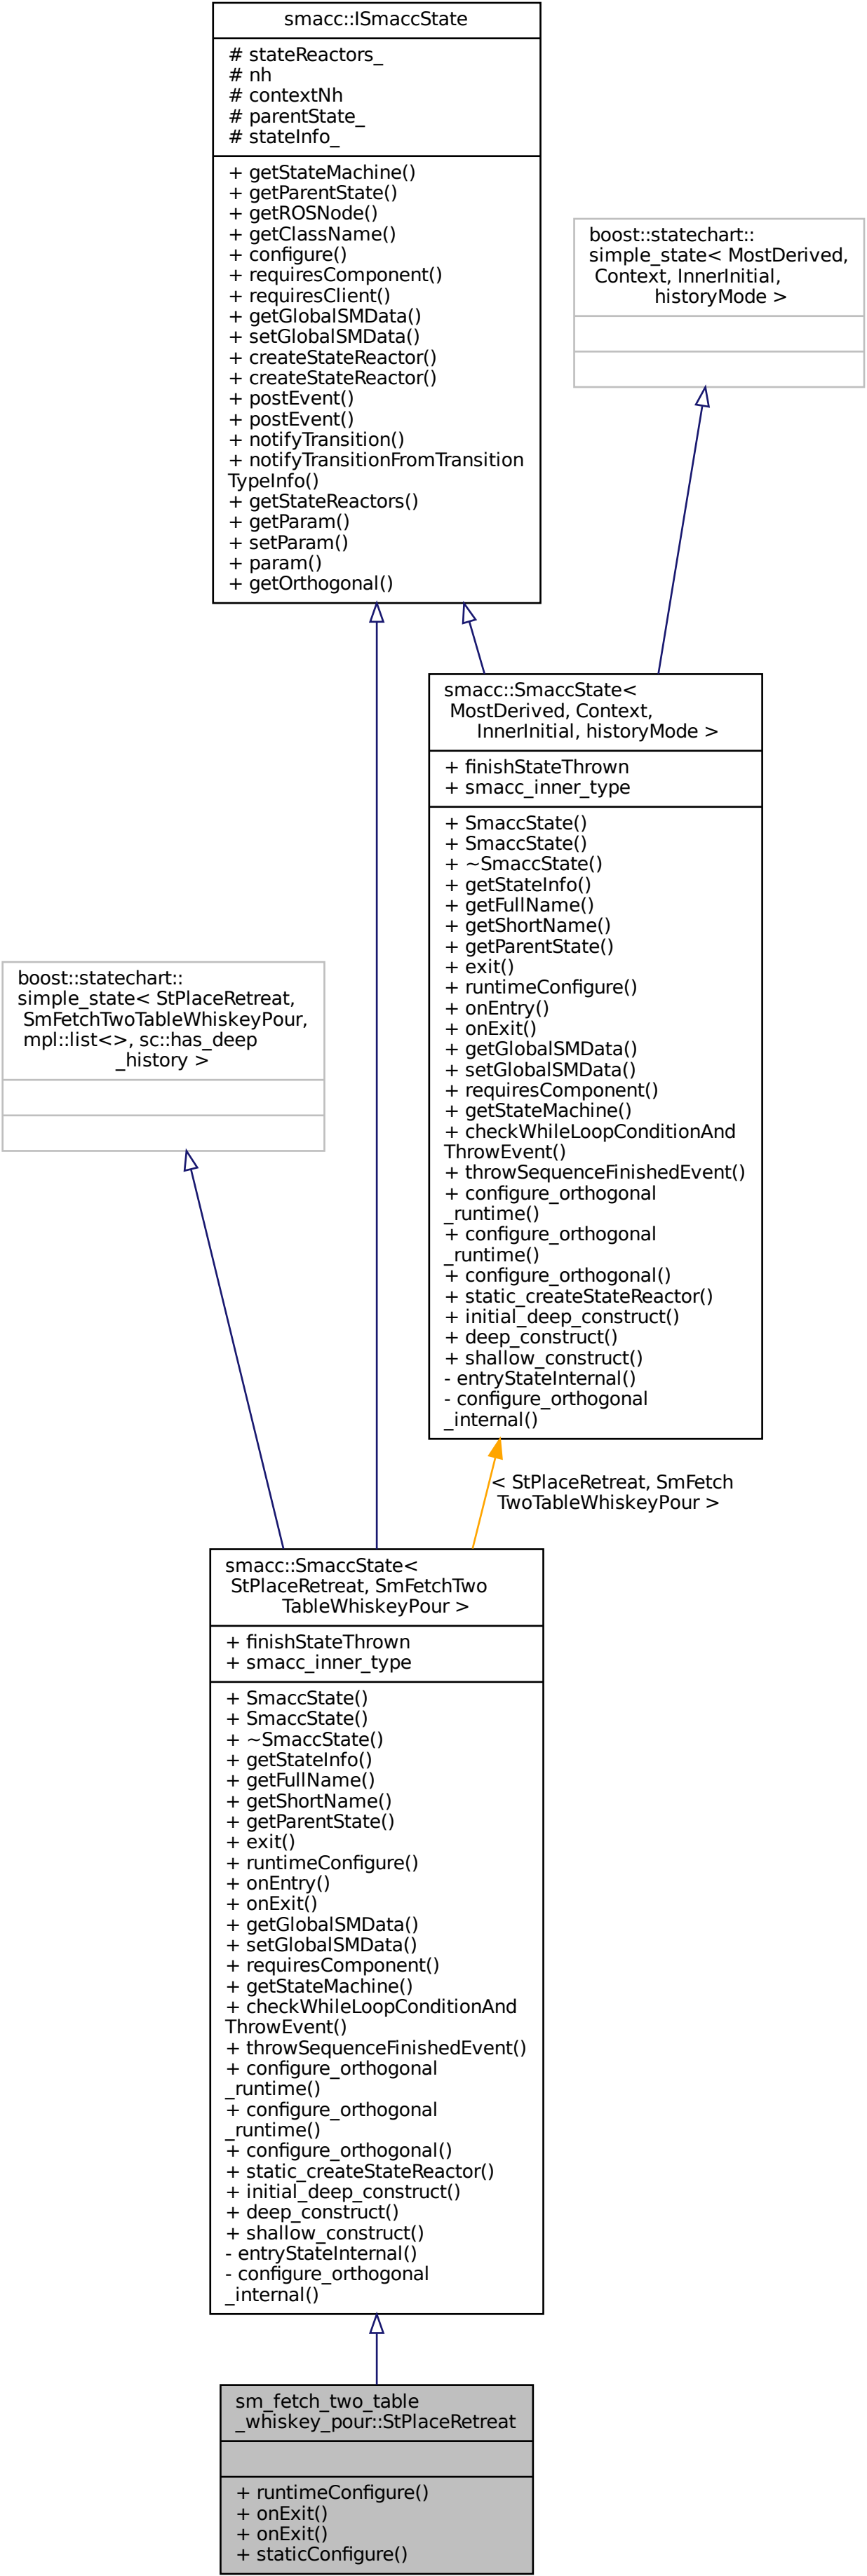 smacc::ISmaccState
# stateReactors_
# nh
# contextNh
# parentState_
# stateInfo_
+ getStateMachine()
+ getParentState()
+ getROSNode()
+ getClassName()
+ configure()
+ requiresComponent()
+ requiresClient()
+ getGlobalSMData()
+ setGlobalSMData()
+ createStateReactor()
+ createStateReactor()
+ postEvent()
+ postEvent()
+ notifyTransition()
+ notifyTransitionFromTransition
TypeInfo()
+ getStateReactors()
+ getParam()
+ setParam()
+ param()
+ getOrthogonal()
boost::statechart::
simple_state< MostDerived,
Context, InnerInitial,
historyMode >
smacc::SmaccState<
MostDerived, Context,
InnerInitial, historyMode >
+ finishStateThrown
+ smacc_inner_type
+ SmaccState()
+ SmaccState()
+ ~SmaccState()
+ getStateInfo()
+ getFullName()
+ getShortName()
+ getParentState()
+ exit()
+ runtimeConfigure()
+ onEntry()
+ onExit()
+ getGlobalSMData()
+ setGlobalSMData()
+ requiresComponent()
+ getStateMachine()
+ checkWhileLoopConditionAnd
ThrowEvent()
+ throwSequenceFinishedEvent()
+ configure_orthogonal
_runtime()
+ configure_orthogonal
_runtime()
+ configure_orthogonal()
+ static_createStateReactor()
+ initial_deep_construct()
+ deep_construct()
+ shallow_construct()
- entryStateInternal()
- configure_orthogonal
_internal()
boost::statechart::
simple_state< StPlaceRetreat,
SmFetchTwoTableWhiskeyPour,
mpl::list<>, sc::has_deep
_history >
< StPlaceRetreat, SmFetch
TwoTableWhiskeyPour >
smacc::SmaccState<
StPlaceRetreat, SmFetchTwo
TableWhiskeyPour >
+ finishStateThrown
+ smacc_inner_type
+ SmaccState()
+ SmaccState()
+ ~SmaccState()
+ getStateInfo()
+ getFullName()
+ getShortName()
+ getParentState()
+ exit()
+ runtimeConfigure()
+ onEntry()
+ onExit()
+ getGlobalSMData()
+ setGlobalSMData()
+ requiresComponent()
+ getStateMachine()
+ checkWhileLoopConditionAnd
ThrowEvent()
+ throwSequenceFinishedEvent()
+ configure_orthogonal
_runtime()
+ configure_orthogonal
_runtime()
+ configure_orthogonal()
+ static_createStateReactor()
+ initial_deep_construct()
+ deep_construct()
+ shallow_construct()
- entryStateInternal()
- configure_orthogonal
_internal()
sm_fetch_two_table
_whiskey_pour::StPlaceRetreat
+ runtimeConfigure()
+ onExit()
+ onExit()
+ staticConfigure()